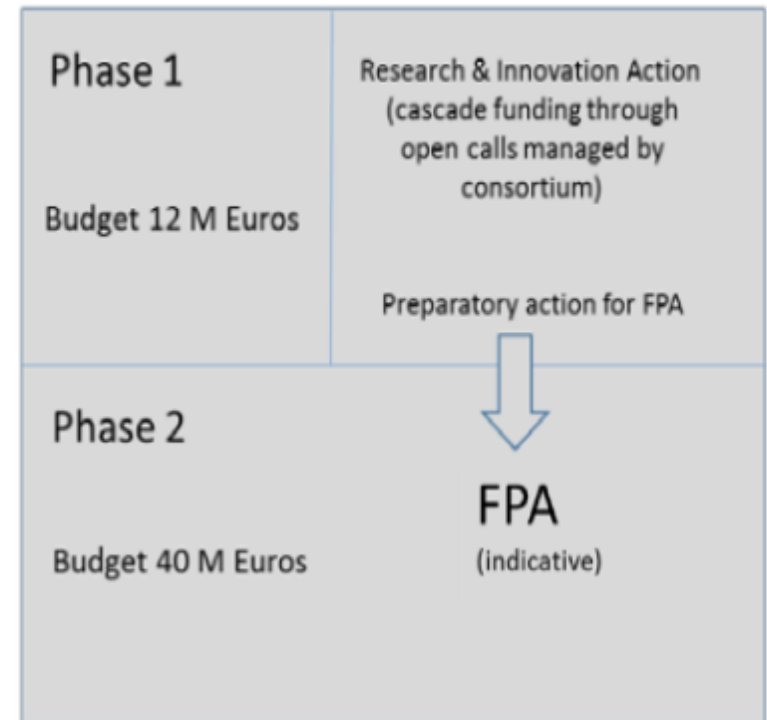 Phase 1
Budget 12 M Euros
Research & Innovation Action
(cascade funding through
open calls managed by
consortium)
Preparatory action for FPA
Phase 2
Budget 40 M Euros
FPA
(indicative)